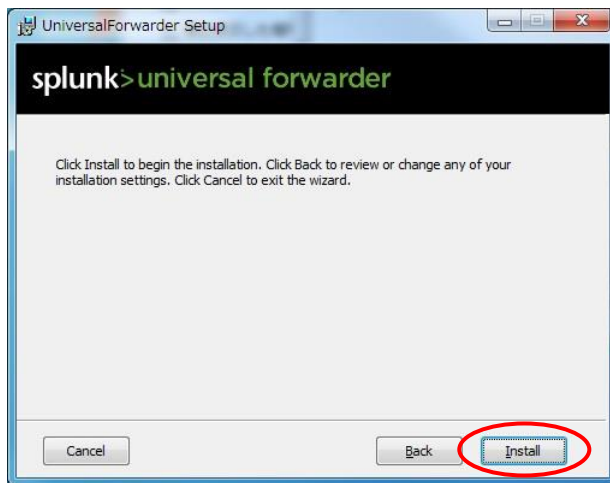 UniversalForwarder Setup
splunk>universal forwarder
Click Install to begin the installation. Click Back to review or change any of your
installation settings. Click Cancel to exit the wizard.
Cancel
Back
Install